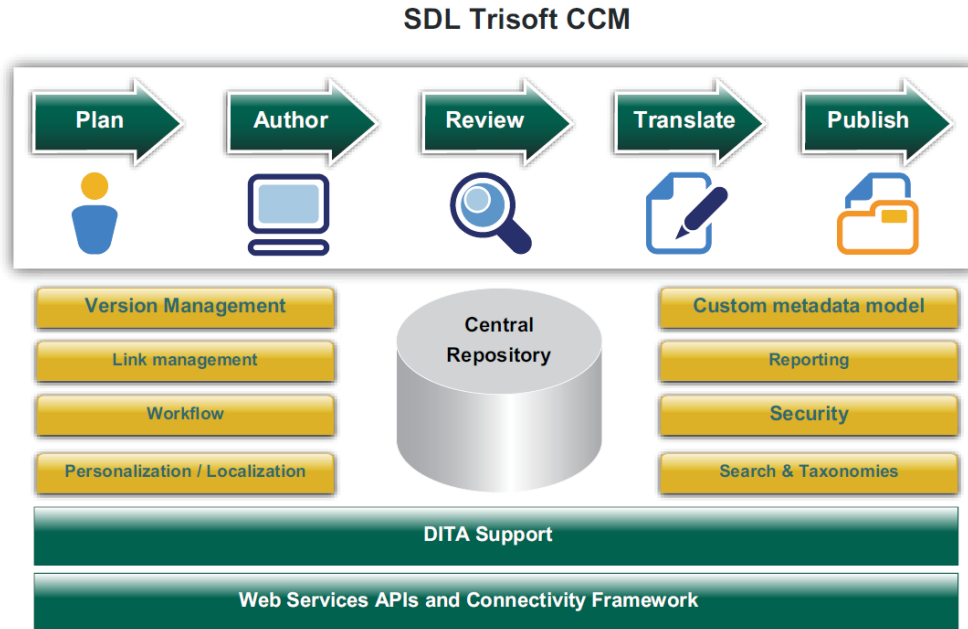 SDL Trisoft CCM
Plan
Author
Review
Translate
Publish
Version Management
Link management
Workflow
Personalization / Localization
Central
Repository
Custom metadata model
Reporting
Security
Search & Taxonomies
DITA Support
Web Services APIs and Connectivity Framework